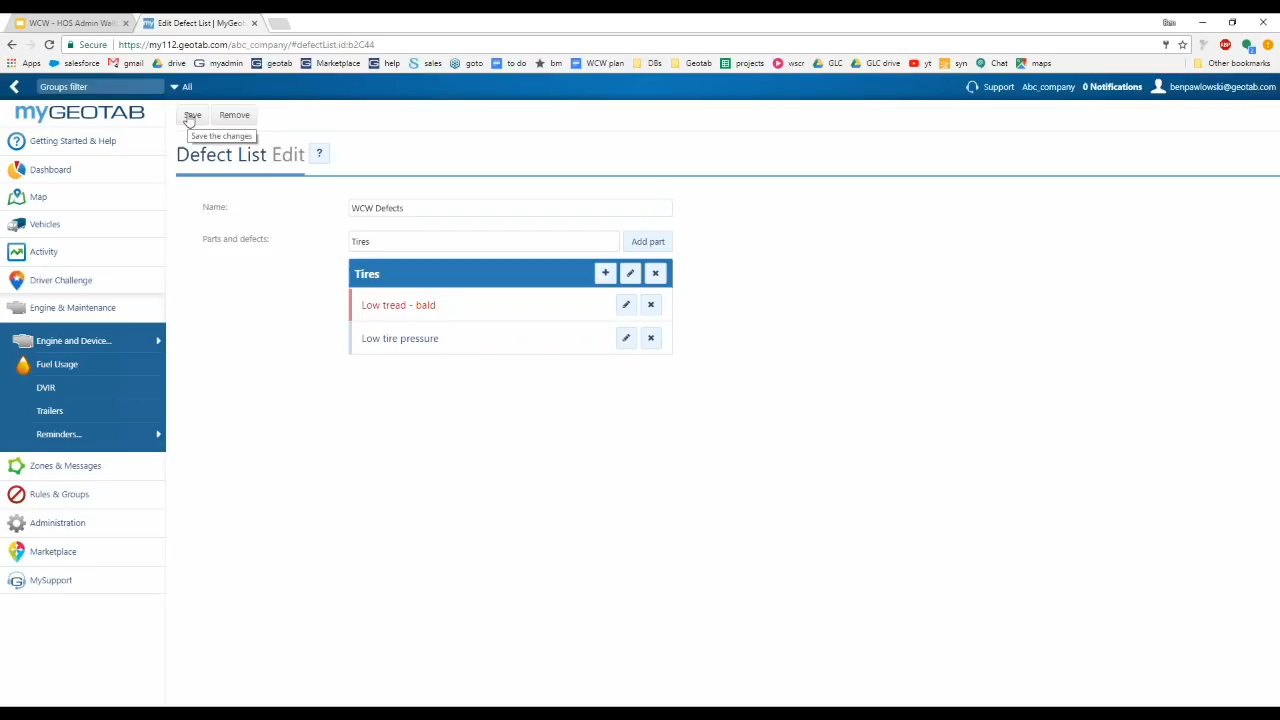 WCW - HOS Admin Walk
Edit Defect List | MyGeot
Ben
Secure
https://my112.geotab.com/abc_company/#defectList,id:b2C44
Apps
salesforce
gmail
drive
myadmin
geotab
Marketplace
help
sales
goto
to do
bm
WCW plan
DBs
Geotab
projects
wscr
GLC
GLC drive
yt
syn
Chat
maps
Other bookmarks
Groups filter
All
Support
Abc_company
0 Notifications
benpawlowski@geotab.com
myGEOTAB
Save
Remove
Save the changes
Getting Started & Help
Defect List Edit
?
Dashboard
Map
Vehicles
Activity
Driver Challenge
Engine & Maintenance
Engine and Device...
Fuel Usage
DVIR
Trailers
Reminders...
Zones & Messages
Rules & Groups
Administration
Marketplace
MySupport
Name:
WCW Defects
Parts and defects:
Tires
Add part
Tires
Low tread - bald
Low tire pressure